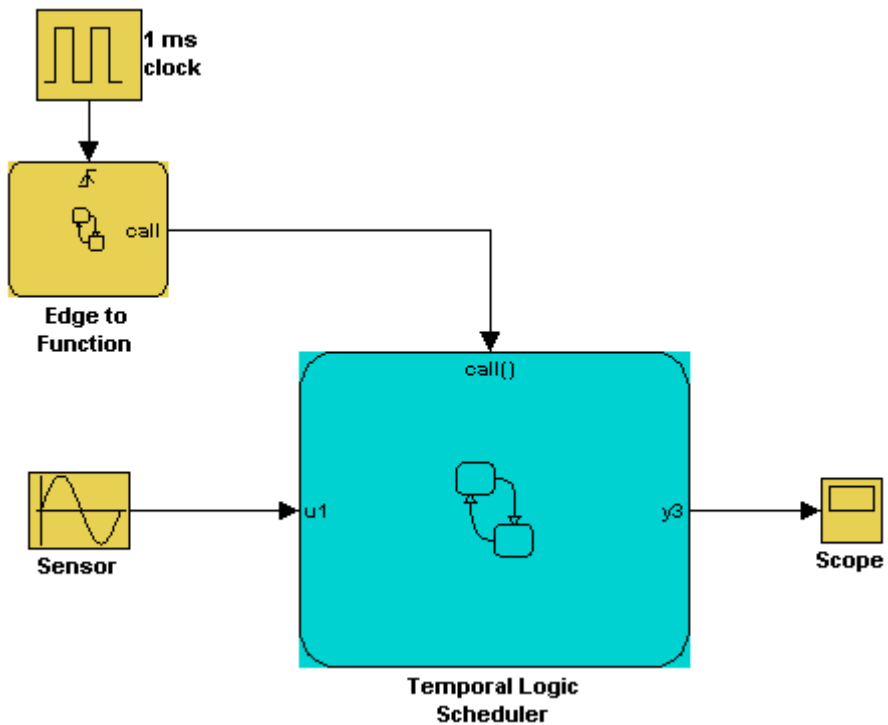 1 ms
clock
call
Edge to
Function
call()
u1
y3
Sensor
Scope
Temporal Logic
Scheduler